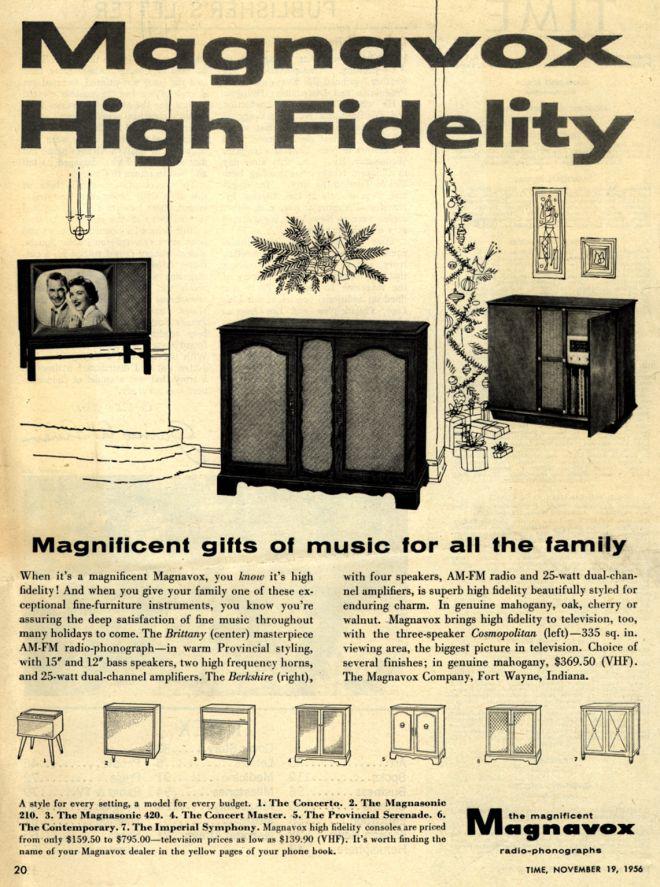 Magnavox
High Fidelity
Magnificent gifts of music for all the family
When it's a magnificent Magnavox, you know it's high
fidelity! And when you give your family one of these ex-
ceptional fine-furniture instruments, you know you're
assuring the deep satisfaction of fine music throughout
many holidays to come. The Brittany (center) masterpiece
AM-FM radio-phonograph—in warm Provincial styling,
with 15″ and 12″ bass speakers, two high frequency horns,
and 25-watt dual-channel amplifiers. The Berkshire (right),
with four speakers, AM-FM radio and 25-watt dual-chan-
nel amplifiers, is superb high fidelity beautifully styled for
enduring charm. In genuine mahogany, oak, cherry or
walnut. Magnavox brings high fidelity to television, too,
with the three-speaker Cosmopolitan (left)—335 sq. in.
viewing area, the biggest picture in television. Choice of
several finishes; in genuine mahogany, $369.50 (VHF).
The Magnavox Company, Fort Wayne, Indiana.
1 2 3 4 5 6 7
A style for every setting, a model for every budget. 1. The Concerto. 2. The Magnasonic
210. 3. The Magnasonic 420. 4. The Concert Master. 5. The Provincial Serenade. 6.
The Contemporary. 7. The Imperial Symphony. Magnavox high fidelity consoles are priced
from only $159.50 to $795.00—television prices as low as $139.90 (VHF). It's worth finding the
name of your Magnavox dealer in the yellow pages of your phone book.
the magnificent
Magnavox
radio-phonographs
20
TIME, NOVEMBER 19, 1956